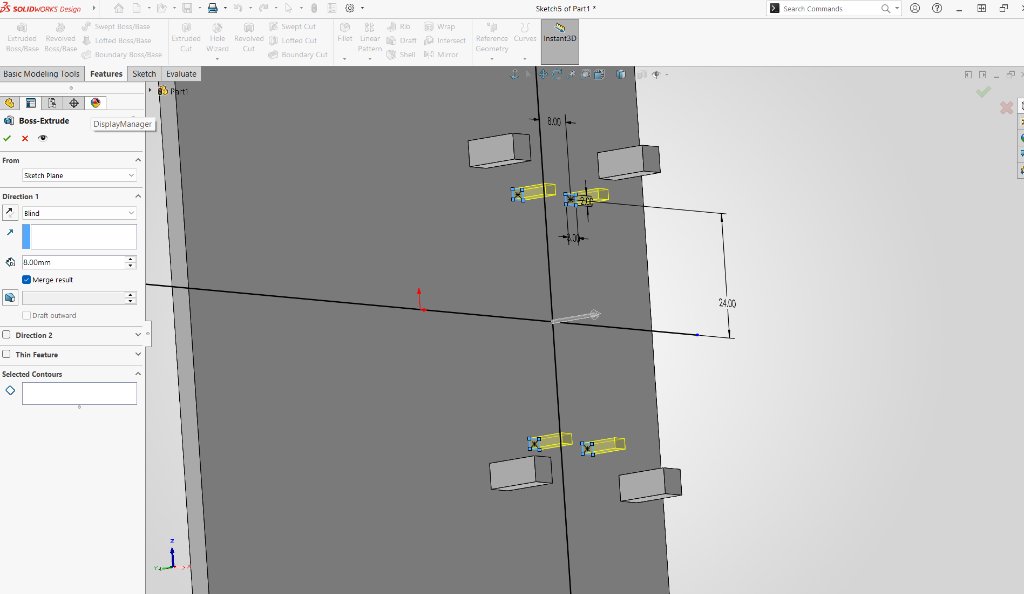 SOLIDWORKS Design
Sketch5 of Part1 *
Search Commands
Extruded Boss/Base
Revolved Boss/Base
Swept Boss/Base
Lofted Boss/Base
Boundary Boss/Base
Extruded Cut
Hole Wizard
Revolved Cut
Swept Cut
Lofted Cut
Boundary Cut
Fillet
Linear Pattern
Rib
Draft
Shell
Wrap
Intersect
Mirror
Reference Geometry
Curves
Instant3D
Basic Modeling Tools
Features
Sketch
Evaluate
Part1
Boss-Extrude
DisplayManager
From
Sketch Plane
Direction 1
Blind
8.00mm
Merge result
Draft outward
Direction 2
Thin Feature
Selected Contours
24.00
Z